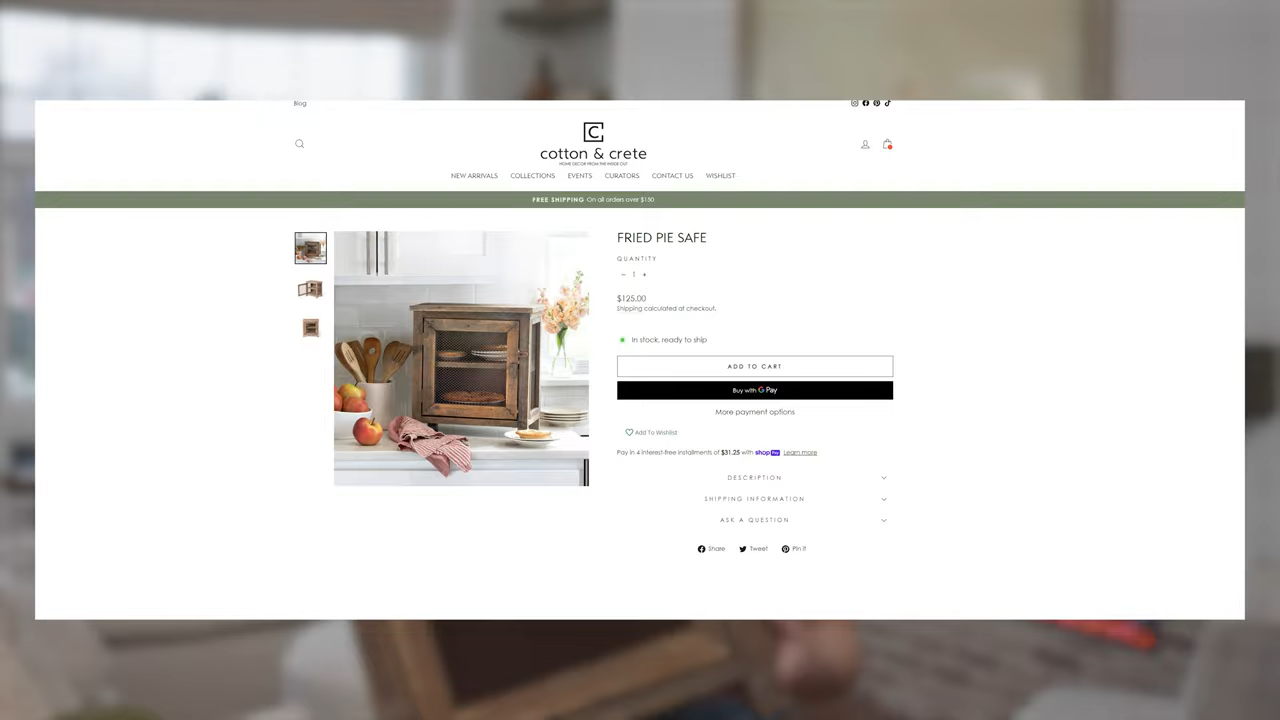 Blog
C
cotton & crete
HOME DECOR FROM THE INSIDE OUT
NEW ARRIVALS COLLECTIONS EVENTS CURATORS CONTACT US WISHLIST
FREE SHIPPING On all orders over $150
FRIED PIE SAFE
QUANTITY
− 1 +
$125.00
Shipping calculated at checkout.
In stock, ready to ship
ADD TO CART
Buy with G Pay
More payment options
Add To Wishlist
Pay in 4 interest-free installments of $31.25 with shop Pay Learn more
DESCRIPTION
SHIPPING INFORMATION
ASK A QUESTION
Share Tweet Pin it